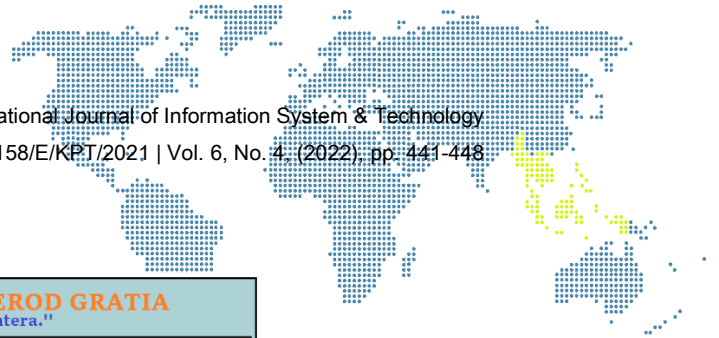 ational Journal of Information System & Technology
158/E/KPT/2021 | Vol. 6, No. 4, (2022), pp. 441-448
EROD GRATIA
ntera."